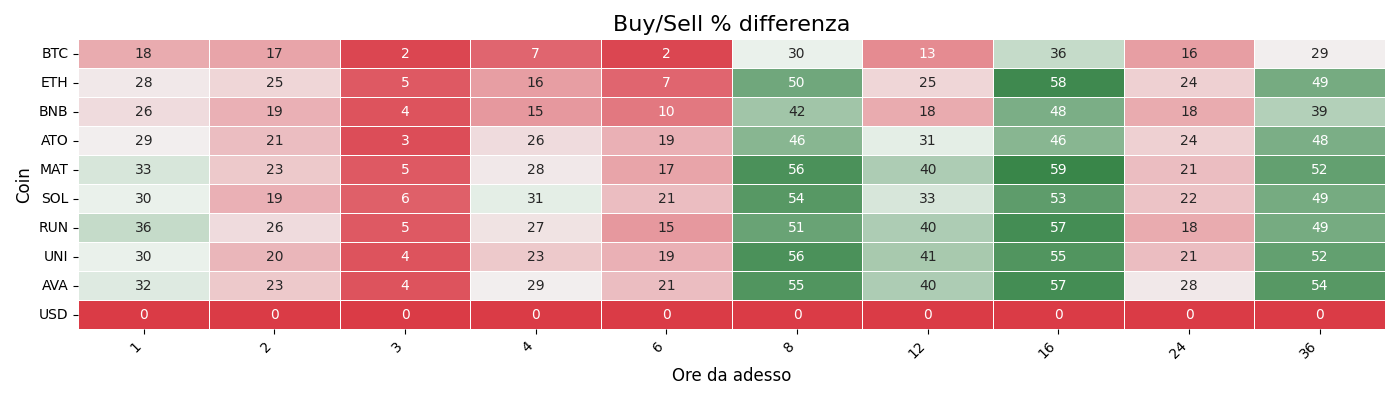 Buy/Sell % differenza
Coin
BTC 18 17 2 7 2 30 13 36 16 29
ETH 28 25 5 16 7 50 25 58 24 49
BNB 26 19 4 15 10 42 18 48 18 39
ATO 29 21 3 26 19 46 31 46 24 48
MAT 33 23 5 28 17 56 40 59 21 52
SOL 30 19 6 31 21 54 33 53 22 49
RUN 36 26 5 27 15 51 40 57 18 49
UNI 30 20 4 23 19 56 41 55 21 52
AVA 32 23 4 29 21 55 40 57 28 54
USD 0 0 0 0 0 0 0 0 0 0
1 2 3 4 6 8 12 16 24 36
Ore da adesso